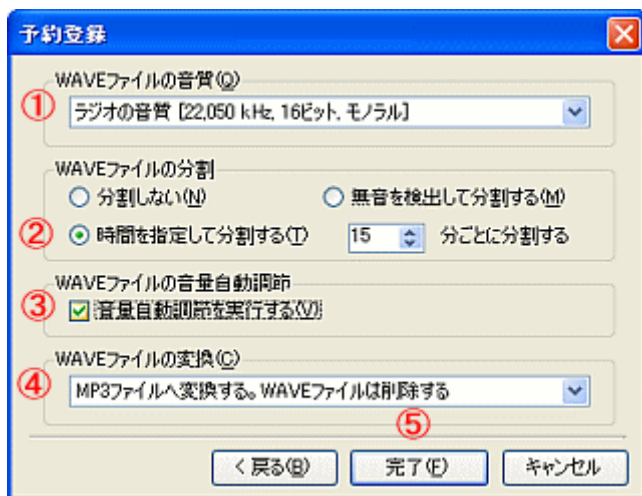 予約登録
WAVEファイルの音質(Q)
① ラジオの音質 [22,050 kHz, 16ビット, モノラル]
WAVEファイルの分割
分割しない(N) 無音を検出して分割する(M)
② 時間を指定して分割する(T) 15 分ごとに分割する
WAVEファイルの音量自動調節
③ 音量自動調節を実行する(V)
WAVEファイルの変換(C)
④ MP3ファイルへ変換する。WAVEファイルは削除する
⑤
< 戻る(B) 完了(F) キャンセル